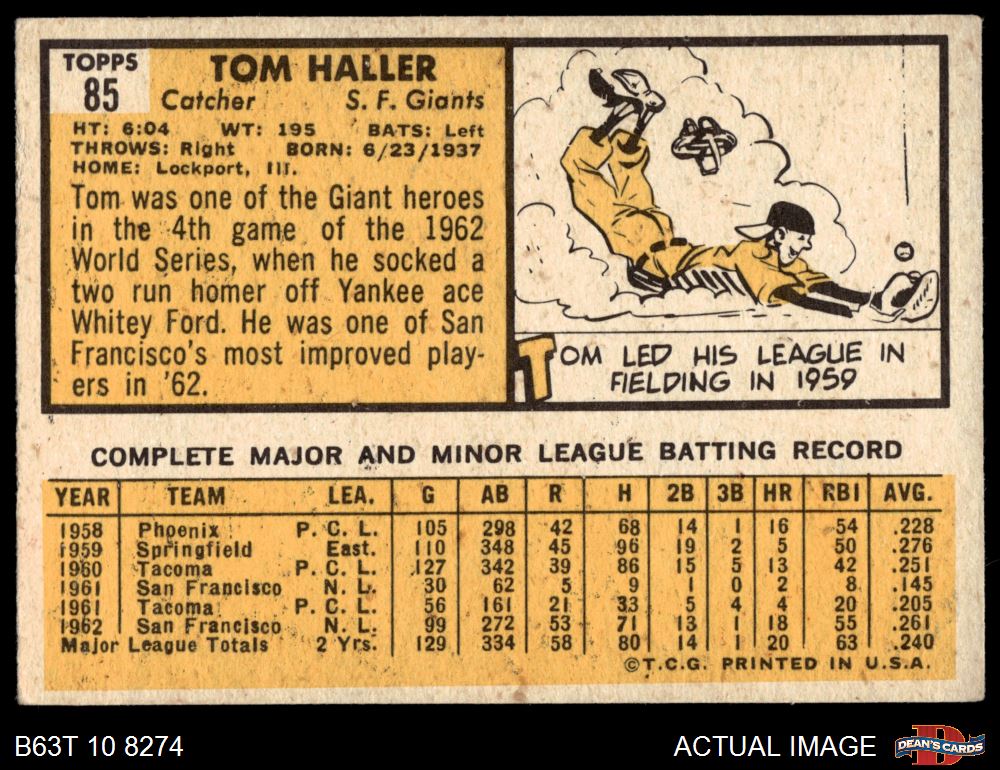 TOPPS
85
TOM HALLER
Catcher S. F. Giants
HT: 6:04 WT: 195 BATS: Left
THROWS: Right BORN: 6/23/1937
HOME: Lockport, Ill.
Tom was one of the Giant heroes
in the 4th game of the 1962
World Series, when he socked a
two run homer off Yankee ace
Whitey Ford. He was one of San
Francisco's most improved play-
ers in '62.
TOM LED HIS LEAGUE IN
FIELDING IN 1959
COMPLETE MAJOR AND MINOR LEAGUE BATTING RECORD
YEAR TEAM LEA. G AB R H 2B 3B HR RBI AVG.
1958 Phoenix P. C. L. 105 298 42 68 14 1 16 54 .228
1959 Springfield East. 110 348 45 96 19 2 5 50 .276
1960 Tacoma P. C. L. 127 342 39 86 15 5 13 42 .251
1961 San Francisco N. L. 30 62 5 9 1 0 2 8 .145
1961 Tacoma P. C. L. 56 161 21 33 5 4 4 20 .205
1962 San Francisco N. L. 99 272 53 71 13 1 18 55 .261
Major League Totals 2 Yrs. 129 334 58 80 14 1 20 63 .240
©T.C.G. PRINTED IN U.S.A.
B63T 10 8274 ACTUAL IMAGE DEAN'S CARDS